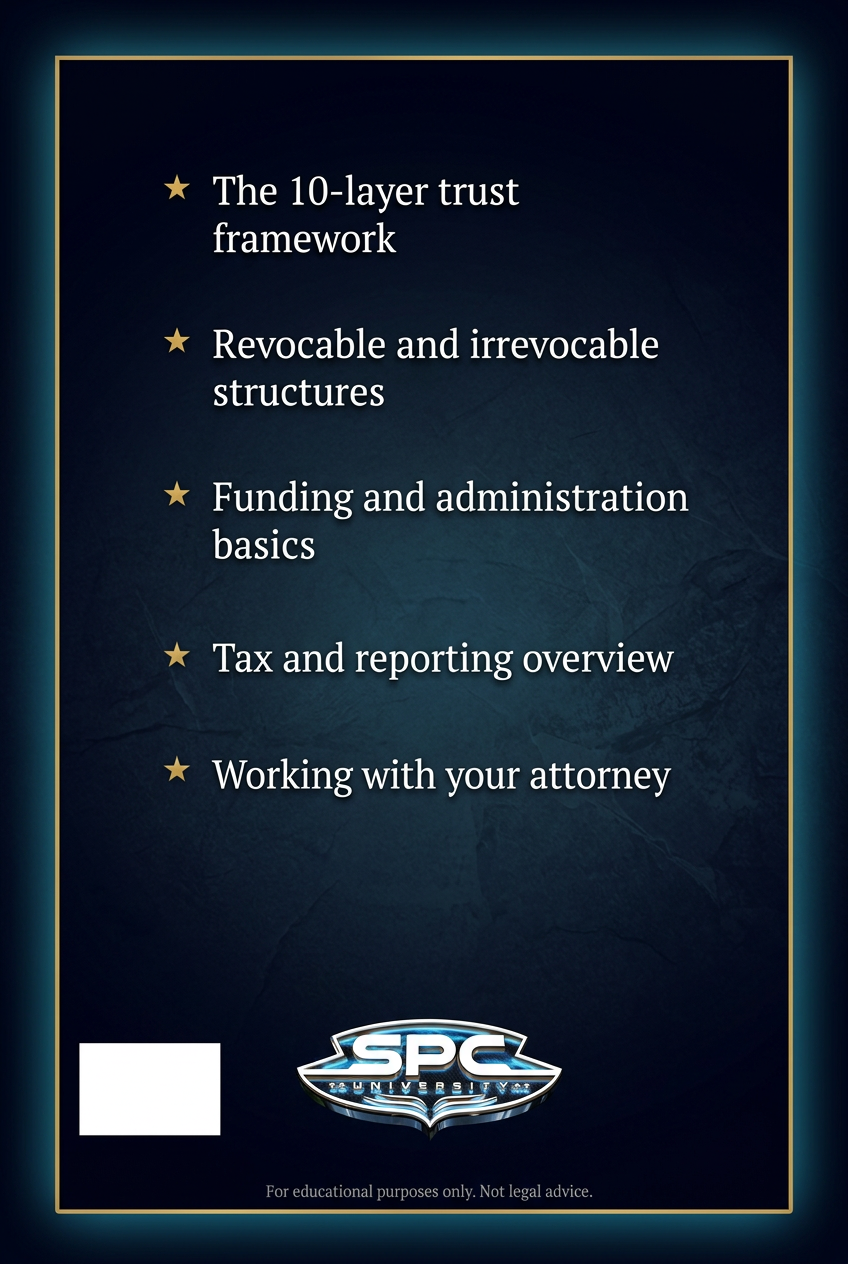 The 10-layer trust
framework
Revocable and irrevocable
structures
Funding and administration
basics
Tax and reporting overview
Working with your attorney
SPC
UNIVERSITY
For educational purposes only. Not legal advice.